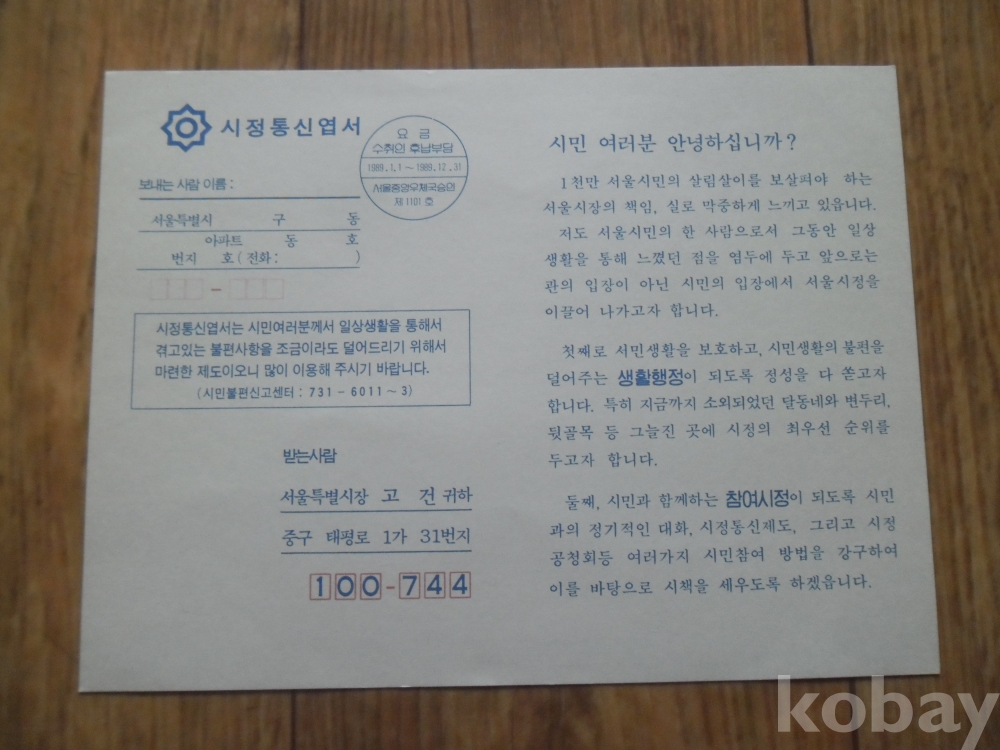 시정통신엽서
요 금
수취인 후납부담
1989.1.1 ~ 1989.12.31
서울중앙우체국승인
제 1101 호
보내는 사람 이름 :
서울특별시 구 동
아파트 동 호
번지 호 ( 전화 : )
시정통신엽서는 시민여러분께서 일상생활을 통해서
겪고있는 불편사항을 조금이라도 덜어드리기 위해서
마련한 제도이오니 많이 이용해 주시기 바랍니다.
( 시민불편신고센터 : 731 - 6011 ~ 3 )
받는사람
서울특별시장 고 건 귀하
중구 태평로 1가 31번지
100-744
시민 여러분 안녕하십니까?
1천만 서울시민의 살림살이를 보살펴야 하는
서울시장의 책임, 실로 막중하게 느끼고 있읍니다.
저도 서울시민의 한 사람으로서 그동안 일상
생활을 통해 느꼈던 점을 염두에 두고 앞으로는
관의 입장이 아닌 시민의 입장에서 서울시정을
이끌어 나가고자 합니다.
첫째로 서민생활을 보호하고, 시민생활의 불편을
덜어주는 생활행정이 되도록 정성을 다 쏟고자
합니다. 특히 지금까지 소외되었던 달동네와 변두리,
뒷골목 등 그늘진 곳에 시정의 최우선 순위를
두고자 합니다.
둘째, 시민과 함께하는 참여시정이 되도록 시민
과의 정기적인 대화, 시정통신제도, 그리고 시정
공청회등 여러가지 시민참여 방법을 강구하여
이를 바탕으로 시책을 세우도록 하겠읍니다.
kobay